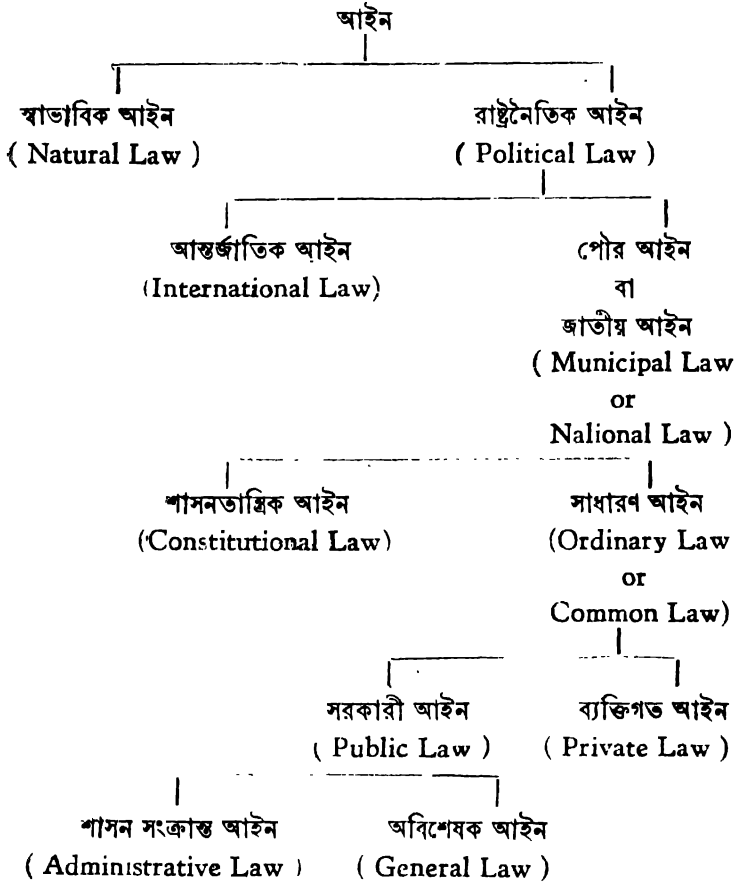 আইন
স্বাভাবিক আইন
( Natural Law )
রাষ্ট্রনৈতিক আইন
( Political Law )
আন্তর্জাতিক আইন
(International Law)
পৌর আইন
বা
জাতীয় আইন
( Municipal Law
or
Nalional Law )
শাসনতান্ত্রিক আইন
(Constitutional Law)
সাধারণ আইন
(Ordinary Law
or
Common Law)
সরকারী আইন
( Public Law )
ব্যক্তিগত আইন
( Private Law )
শাসন সংক্রান্ত আইন
( Administrative Law )
অবিশেষক আইন
( General Law )